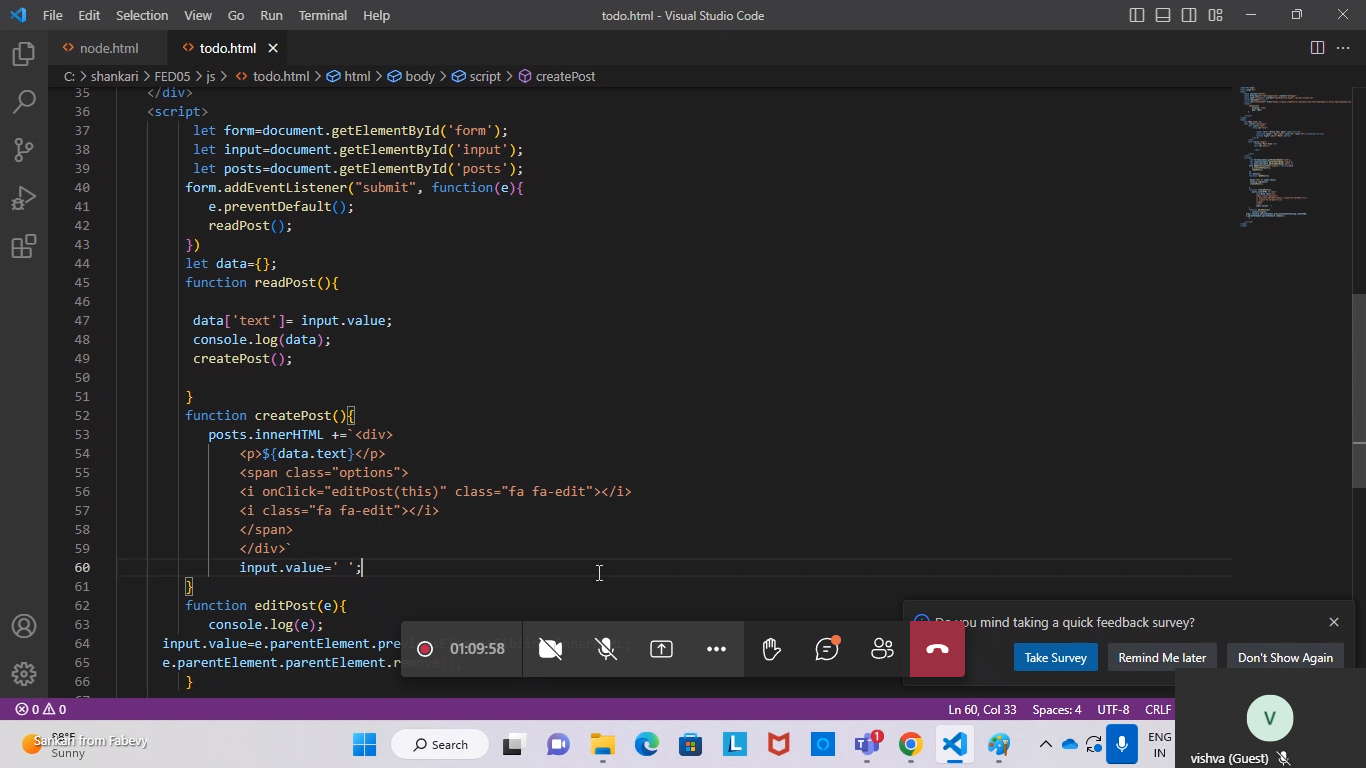 File Edit Selection View Go Run Terminal Help
todo.html - Visual Studio Code
node.html
todo.html
C: > shankari > FED05 > js > todo.html > html > body > script > createPost
35 </div>
36 <script>
37 let form=document.getElementById('form');
38 let input=document.getElementById('input');
39 let posts=document.getElementById('posts');
40 form.addEventListener("submit", function(e){
41 e.preventDefault();
42 readPost();
43 })
44 let data={};
45 function readPost(){
46
47 data['text']= input.value;
48 console.log(data);
49 createPost();
50
51 }
52 function createPost(){
53 posts.innerHTML +=`<div>
54 <p>${data.text}</p>
55 <span class="options">
56 <i onClick="editPost(this)" class="fa fa-edit"></i>
57 <i class="fa fa-edit"></i>
58 </span>
59 </div>`
60 input.value=' ';
61 }
62 function editPost(e){
63 console.log(e);
64 input.value=e.parentElement.pre
65 e.parentElement.parentElement.r
66 }
you mind taking a quick feedback survey?
Take Survey Remind Me later Don't Show Again
01:09:58
0 0
Ln 60, Col 33 Spaces: 4 UTF-8 CRLF
Sankari from Fabevy
Sunny
Search
1
ENG
IN
V
vishva (Guest)